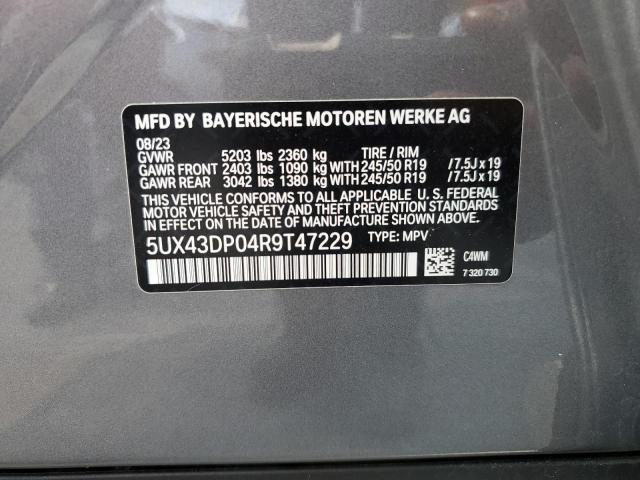 MFD BY BAYERISCHE MOTOREN WERKE AG
08/23
GVWR 5203 lbs 2360 kg TIRE / RIM
GAWR FRONT 2403 lbs 1090 kg WITH 245/50 R19 /7.5J x 19
GAWR REAR 3042 lbs 1380 kg WITH 245/50 R19 /7.5J x 19
THIS VEHICLE CONFORMS TO ALL APPLICABLE U. S. FEDERAL
MOTOR VEHICLE SAFETY AND THEFT PREVENTION STANDARDS
IN EFFECT ON THE DATE OF MANUFACTURE SHOWN ABOVE.
5UX43DP04R9T47229 TYPE: MPV
C4WM
7 320 730